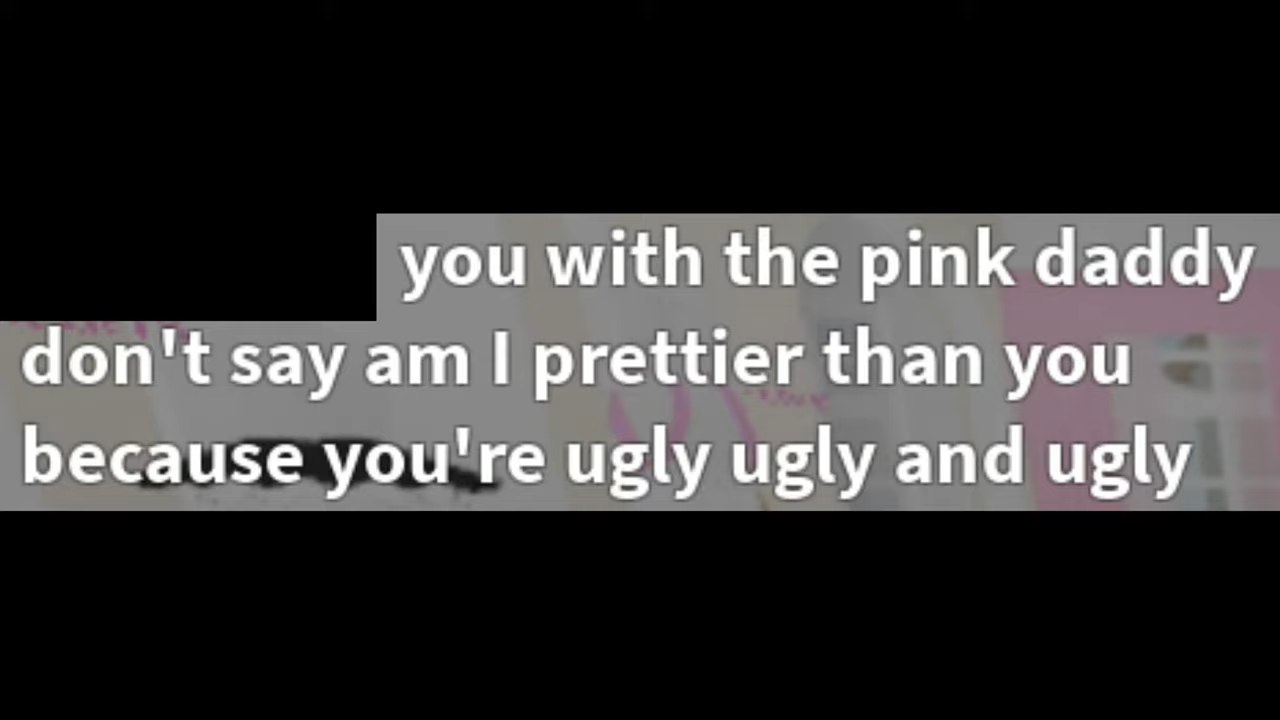 you with the pink daddy
don't say am I prettier than you
because you're ugly ugly and ugly